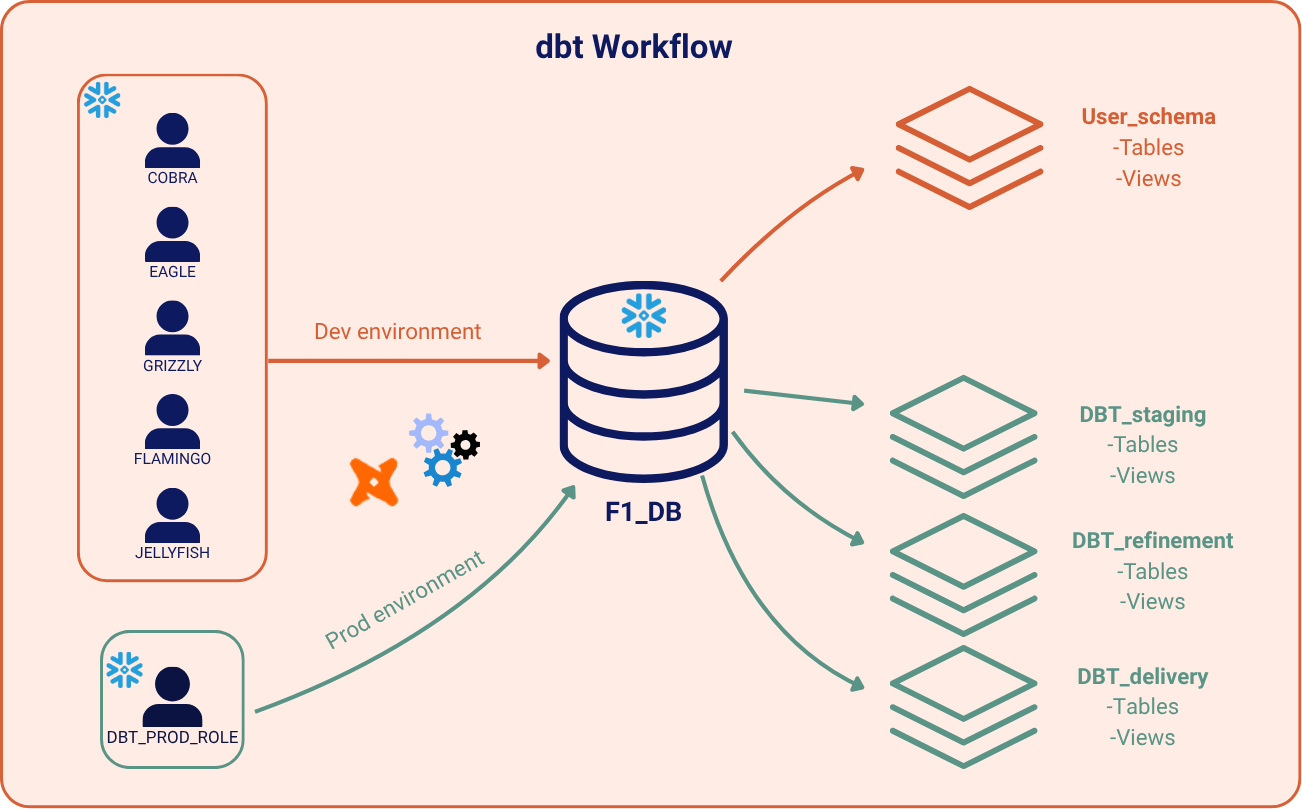 dbt Workflow
COBRA
EAGLE
GRIZZLY
FLAMINGO
JELLYFISH
DBT_PROD_ROLE
Dev environment
Prod environment
F1_DB
User_schema
-Tables
-Views
DBT_staging
-Tables
-Views
DBT_refinement
-Tables
-Views
DBT_delivery
-Tables
-Views